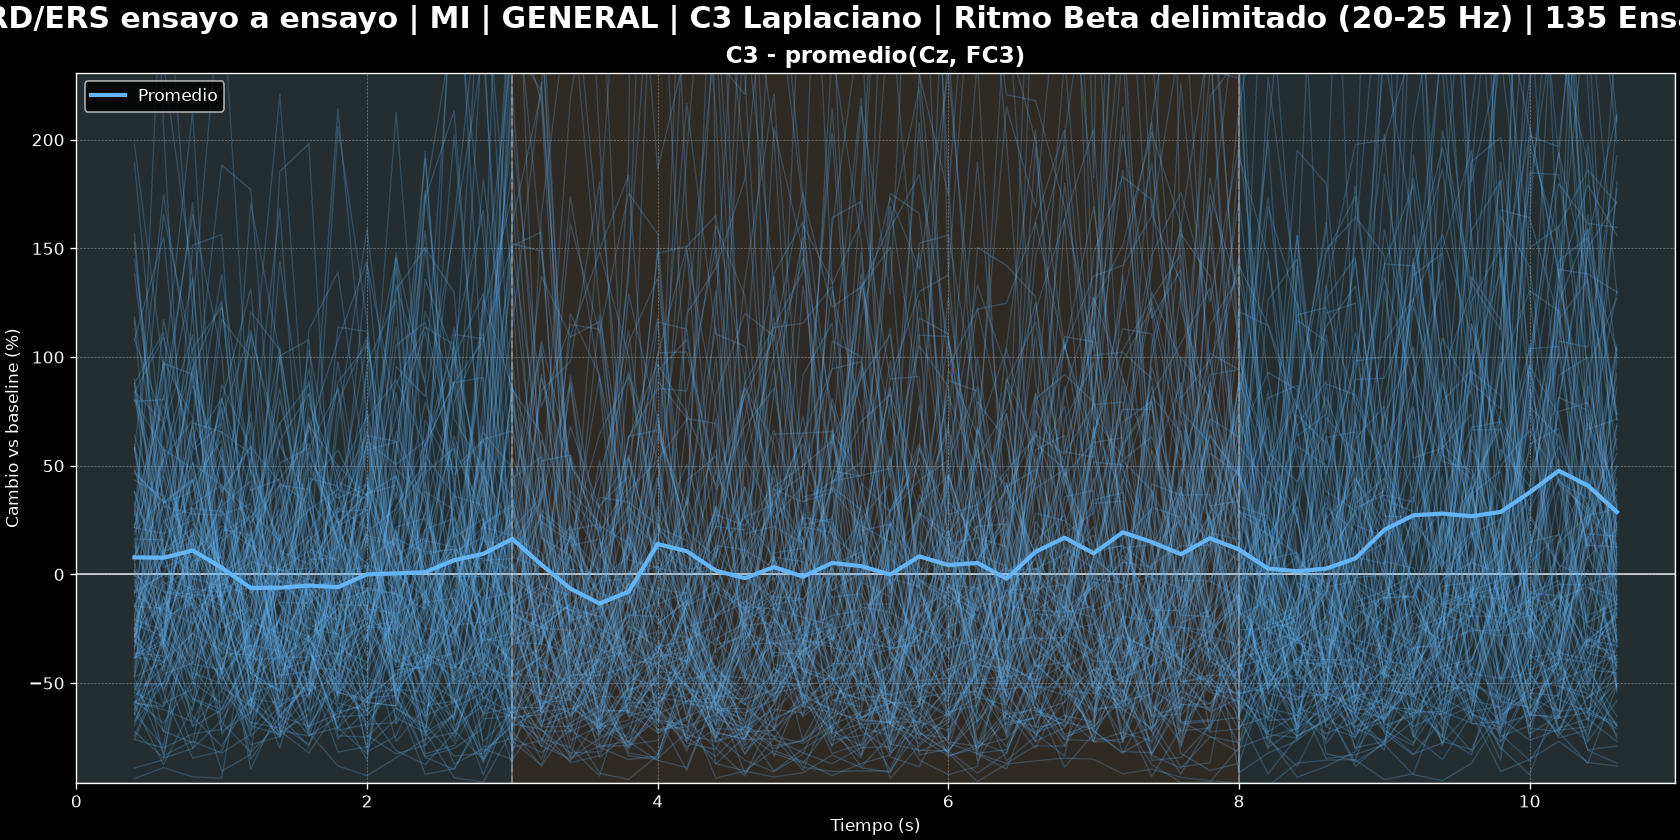 RD/ERS ensayo a ensayo | MI | GENERAL | C3 Laplaciano | Ritmo Beta delimitado (20-25 Hz) | 135 Ens
C3 - promedio(Cz, FC3)
Promedio
Cambio vs baseline (%)
200
150
100
50
0
−50
0 2 4 6 8 10
Tiempo (s)